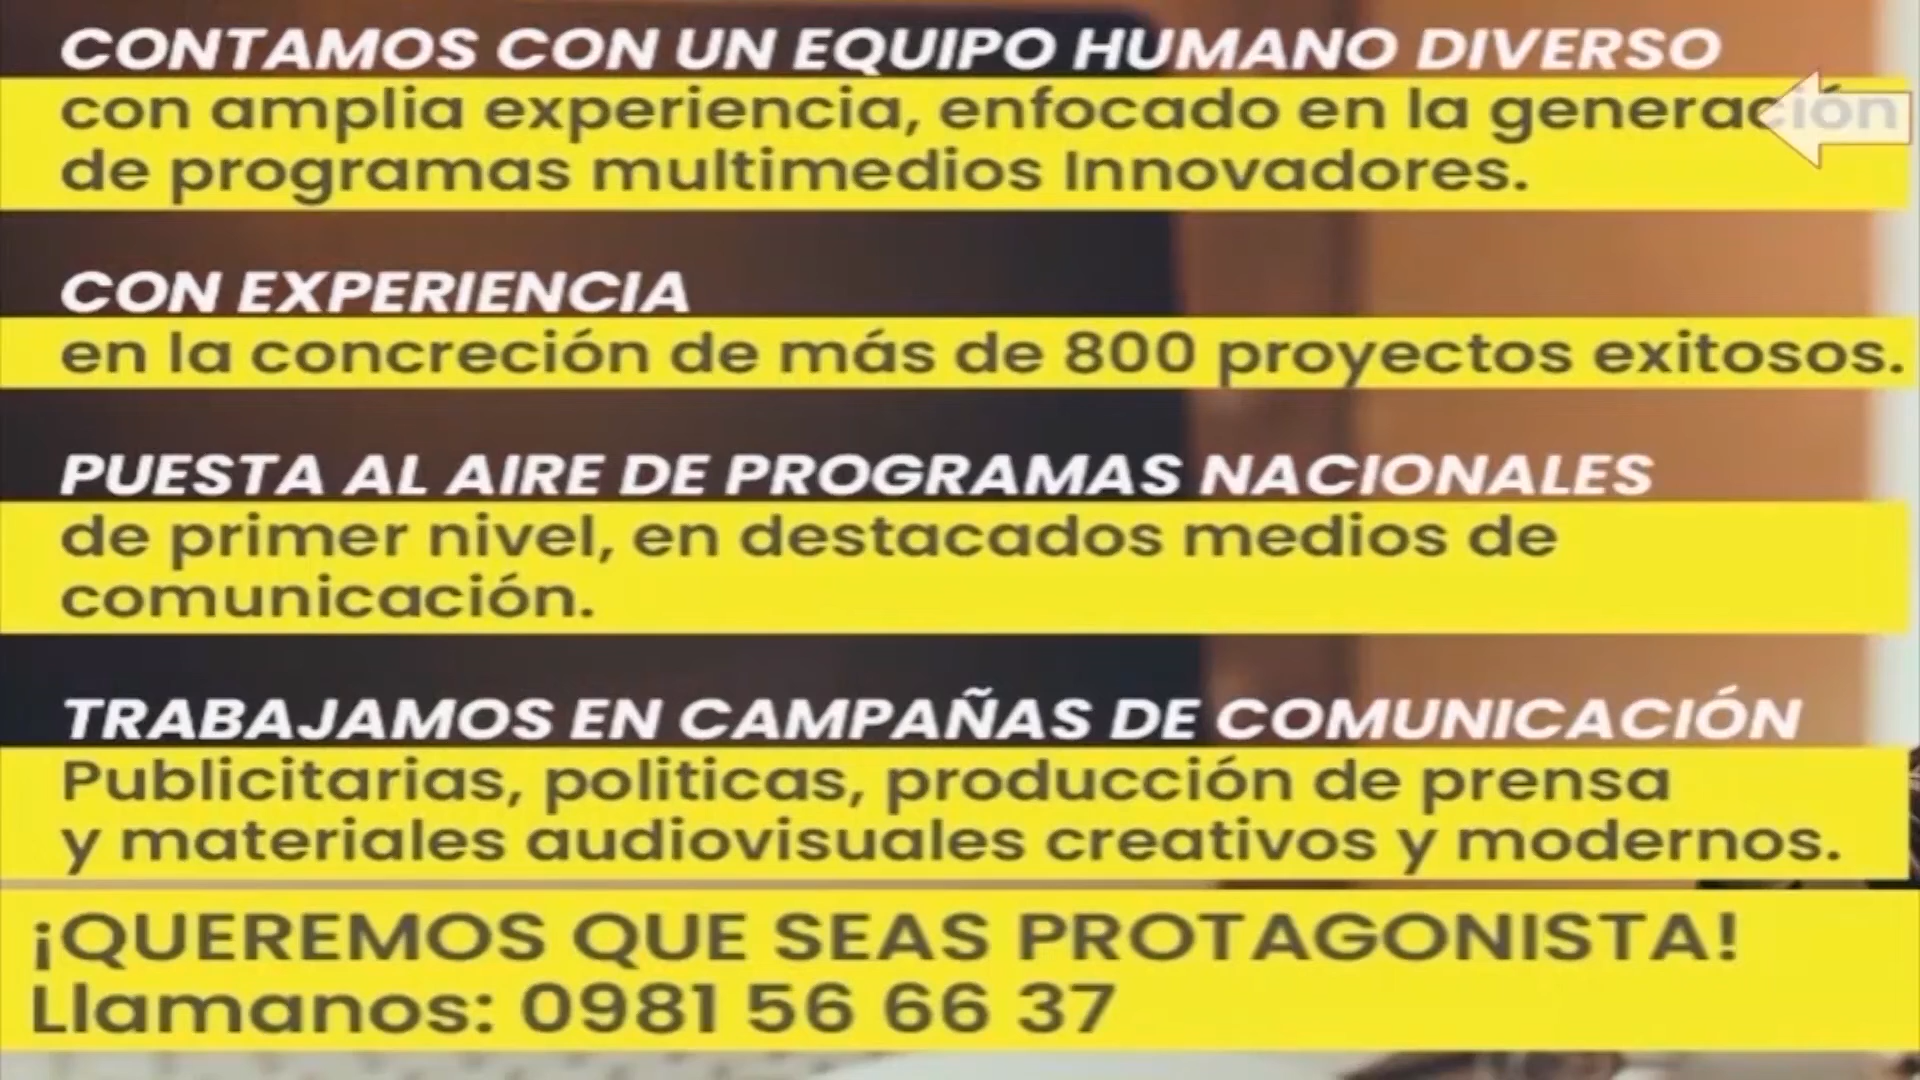 CONTAMOS CON UN EQUIPO HUMANO DIVERSO
con amplia experiencia, enfocado en la generación
de programas multimedios Innovadores.
CON EXPERIENCIA
en la concreción de más de 800 proyectos exitosos.
PUESTA AL AIRE DE PROGRAMAS NACIONALES
de primer nivel, en destacados medios de
comunicación.
TRABAJAMOS EN CAMPAÑAS DE COMUNICACIÓN
Publicitarias, politicas, producción de prensa
y materiales audiovisuales creativos y modernos.
¡QUEREMOS QUE SEAS PROTAGONISTA!
Llamanos: 0981 56 66 37